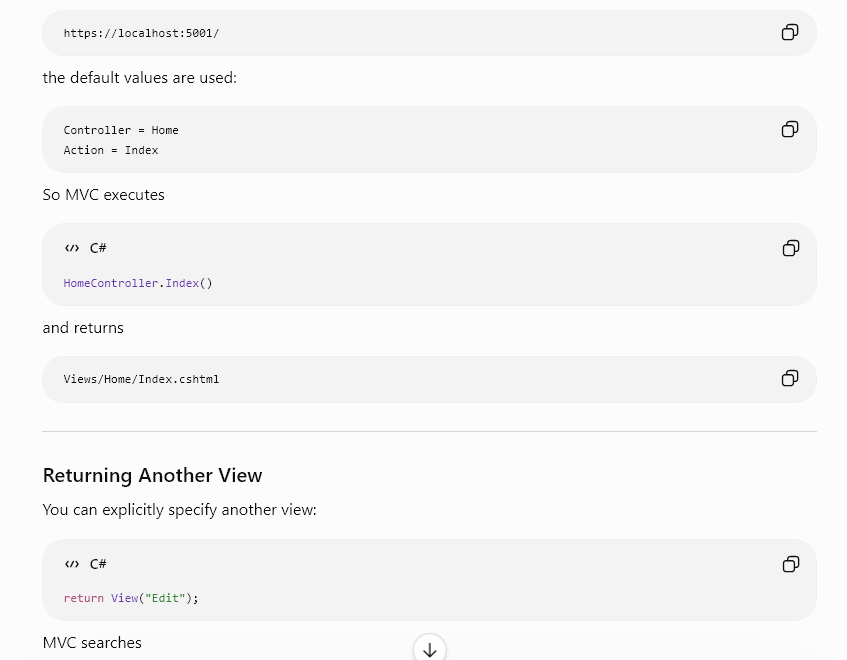 https://localhost:5001/
the default values are used:
Controller = Home
Action = Index
So MVC executes
C#
HomeController.Index()
and returns
Views/Home/Index.cshtml
Returning Another View
You can explicitly specify another view:
C#
return View("Edit");
MVC searches